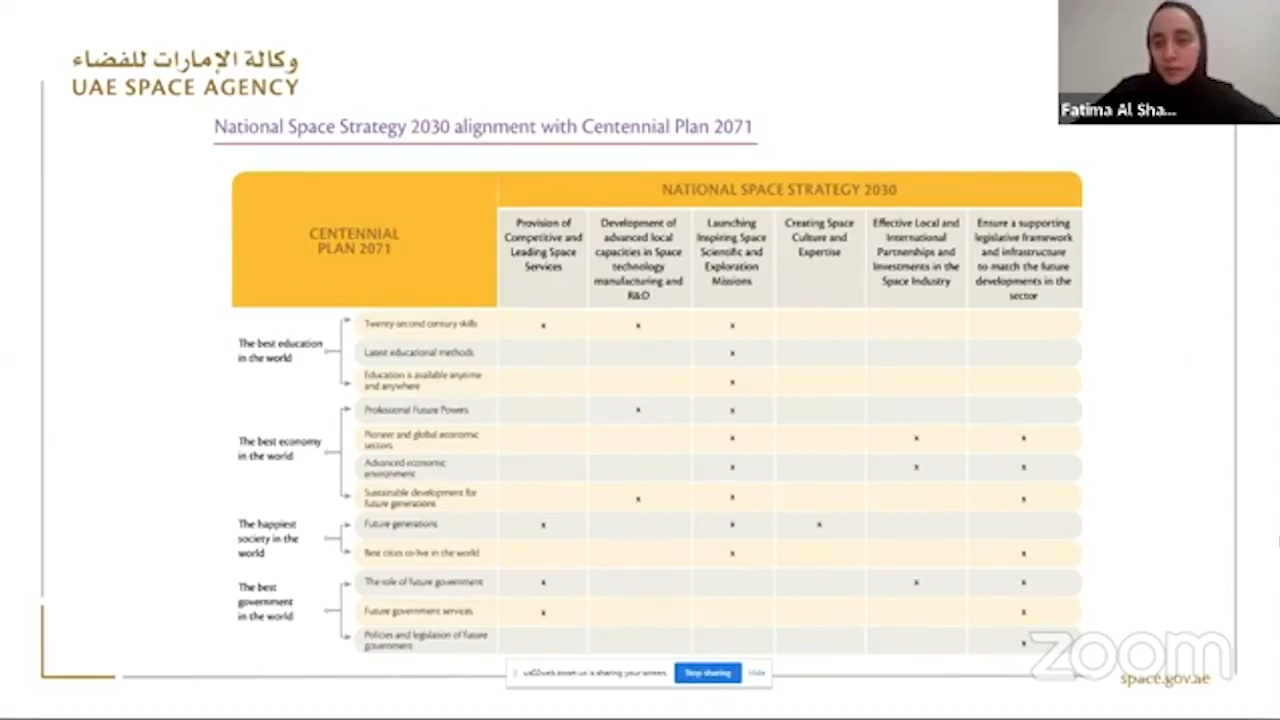 وكالة الإمارات للفضاء
UAE SPACE AGENCY
Fatima Al Sha...
National Space Strategy 2030 alignment with Centennial Plan 2071
CENTENNIAL
PLAN 2071
NATIONAL SPACE STRATEGY 2030
Provision of
Competitive and
Leading Space
Services
Development of
advanced local
capacities in Space
technology
manufacturing and
R&D
Launching
Inspiring Space
Scientific and
Exploration
Missions
Creating Space
Culture and
Expertise
Effective Local and
International
Partnerships and
Investments in the
Space Industry
Ensure a supporting
legislative framework
and infrastructure
to match the future
developments in the
sector
The best education
in the world
Twenty-second century skills
x x x
Latest educational methods
x
Education is available anytime
and anywhere
x
The best economy
in the world
Professional Future Powers
x x
Pioneer and global economic
sectors
x x x
Advanced economic
environment
x x x
Sustainable development for
future generations
x x x
The happiest
society in the
world
Future generations
x x x
Best cities to live in the world
x x
The best
government
in the world
The role of future government
x x x
Future government services
x x
Policies and legislation of future
government
x
zoom
is sharing your screen.
Stop sharing
Hide
space.gov.ae